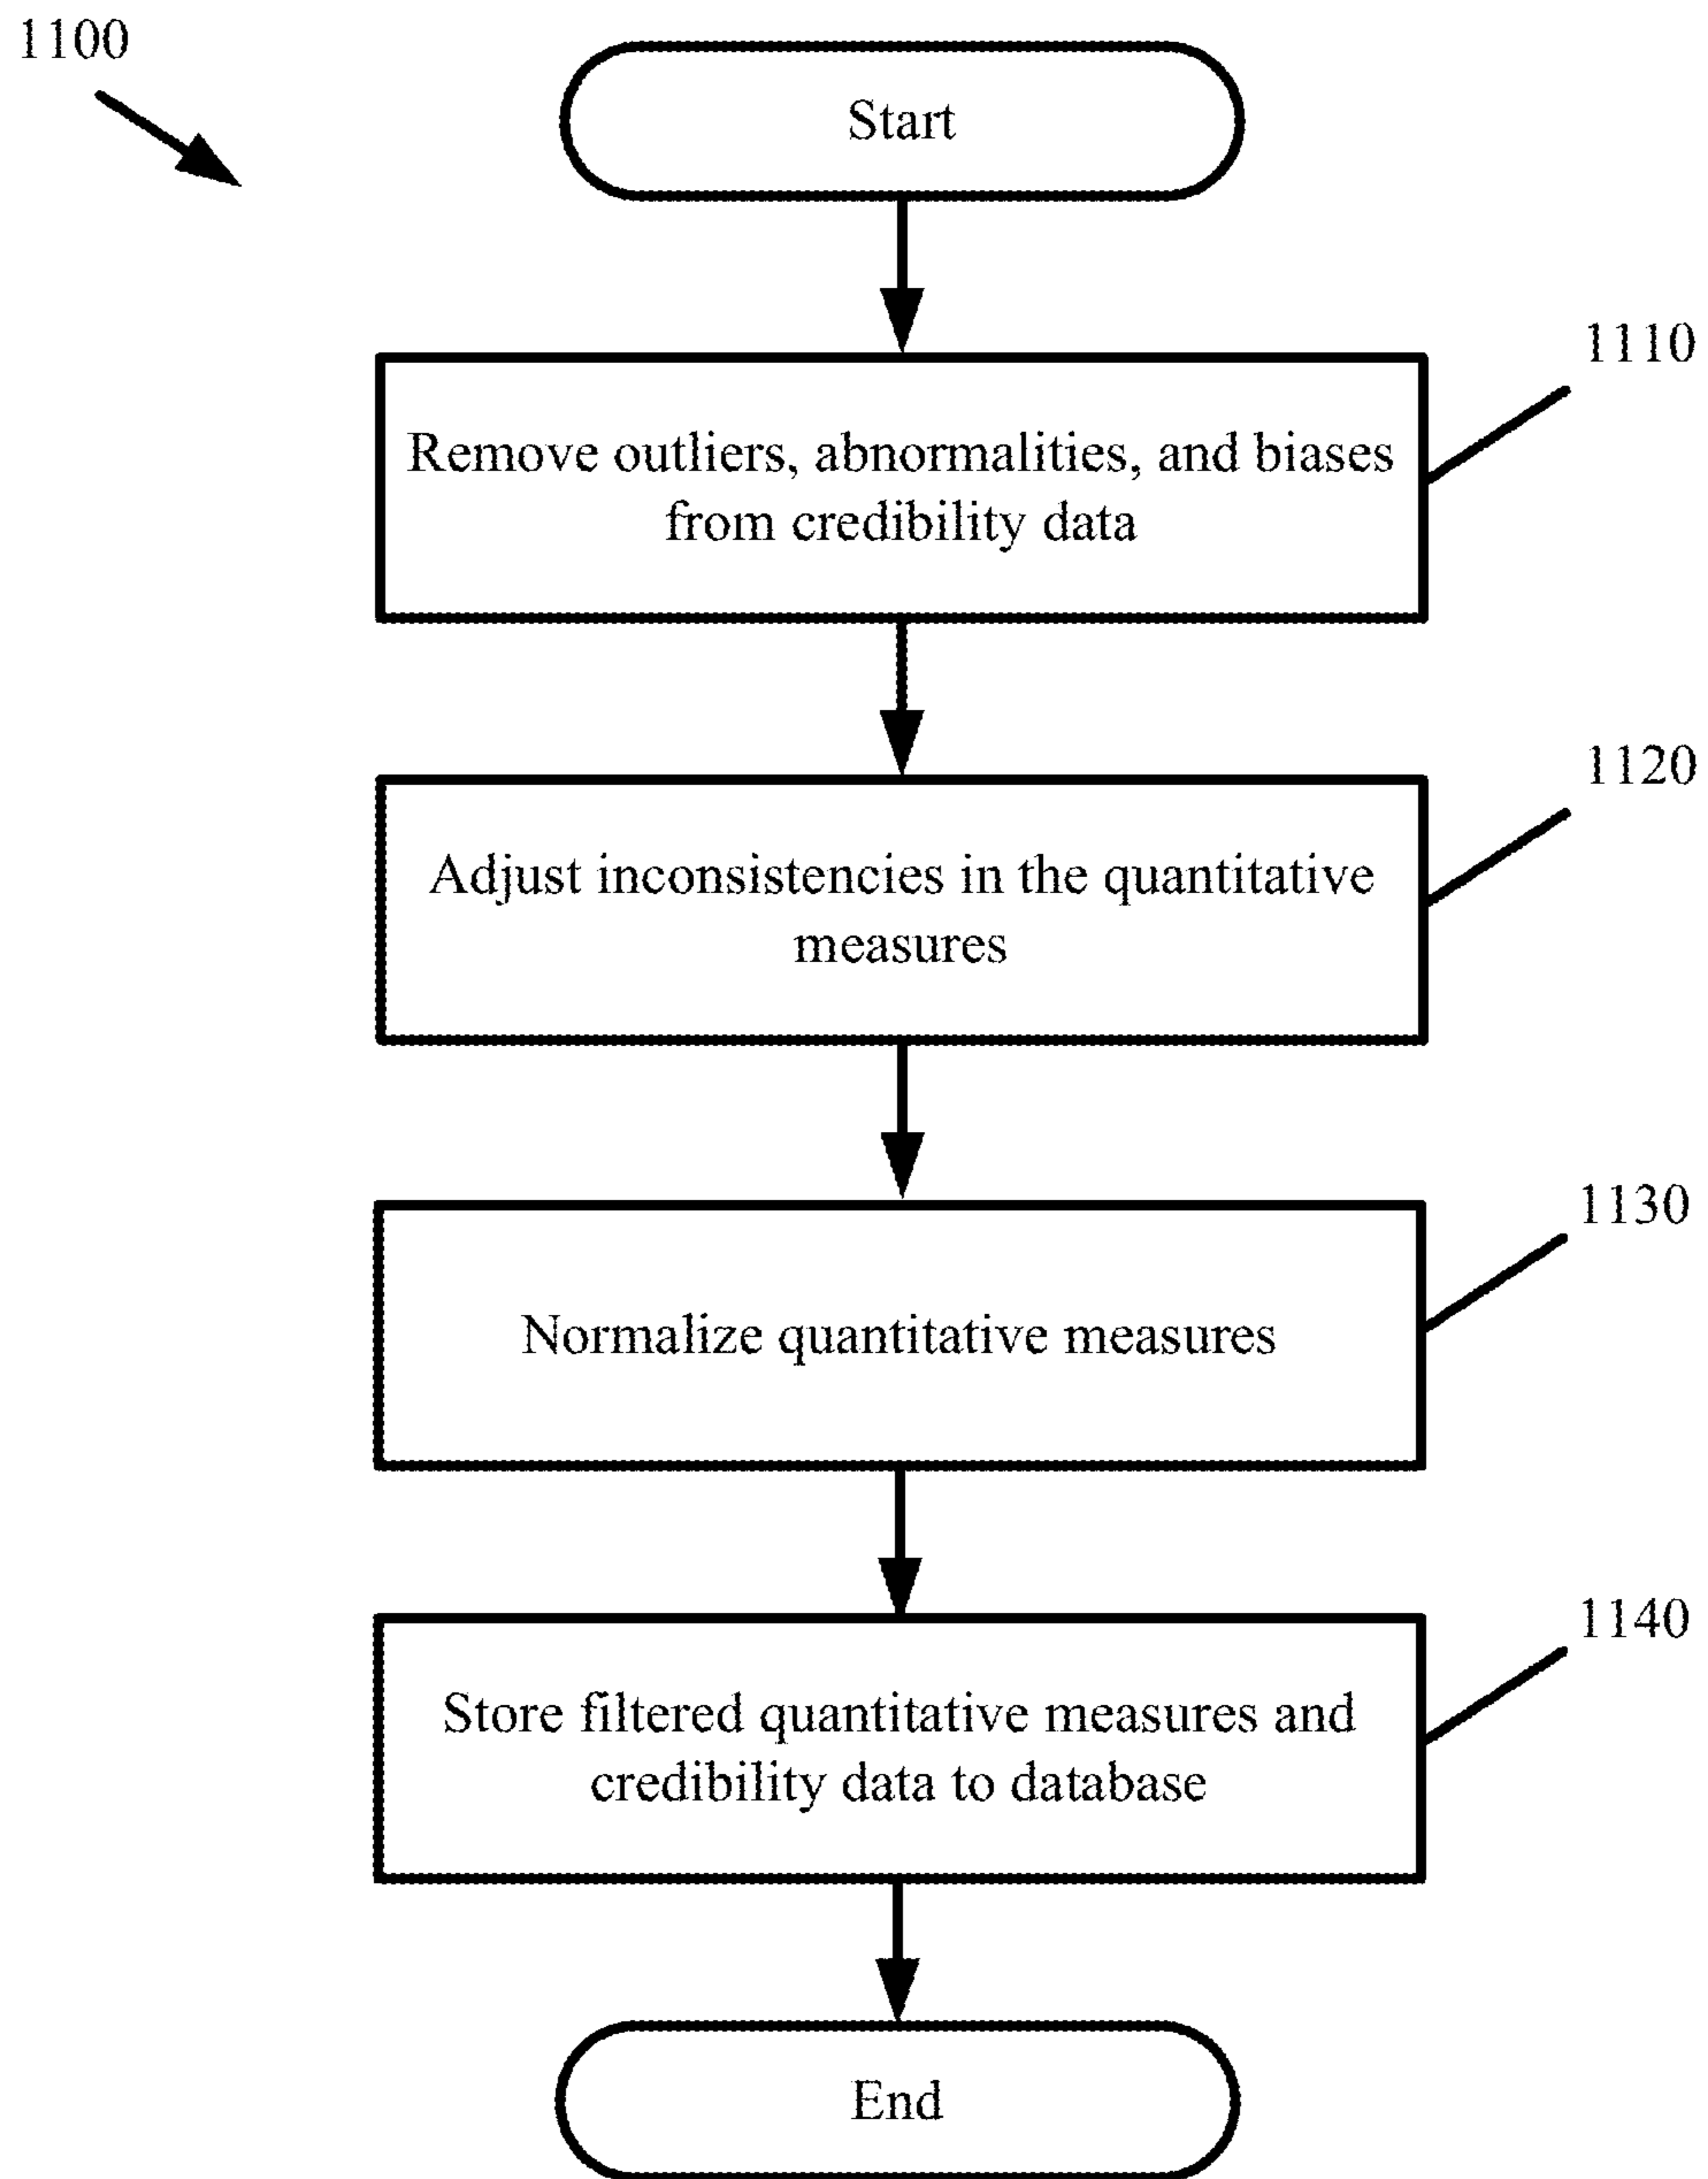 1100
Start
1110
Remove outliers, abnormalities, and biases
from credibility data
1120
Adjust inconsistencies in the quantitative
measures
1130
Normalize quantitative measures
1140
Store filtered quantitative measures and
credibility data to database
End